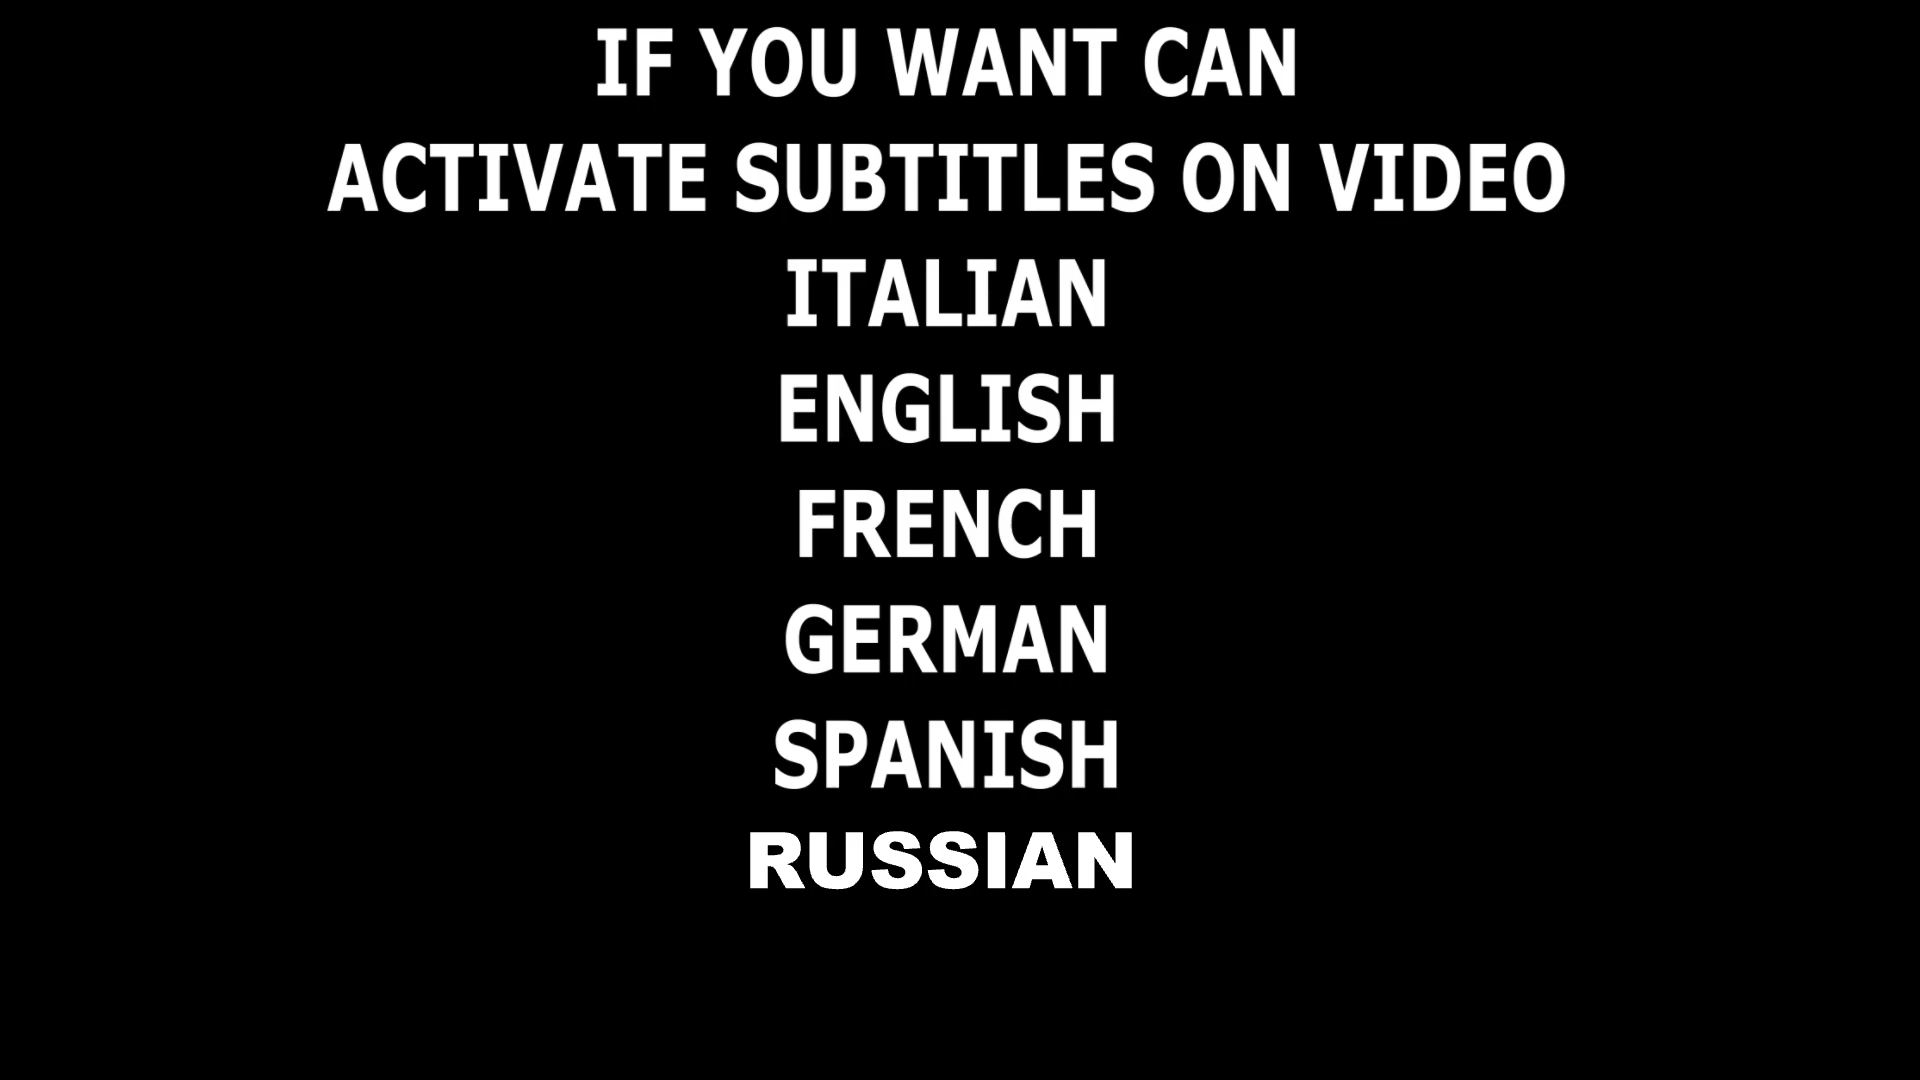 IF YOU WANT CAN
ACTIVATE SUBTITLES ON VIDEO
ITALIAN
ENGLISH
FRENCH
GERMAN
SPANISH
RUSSIAN